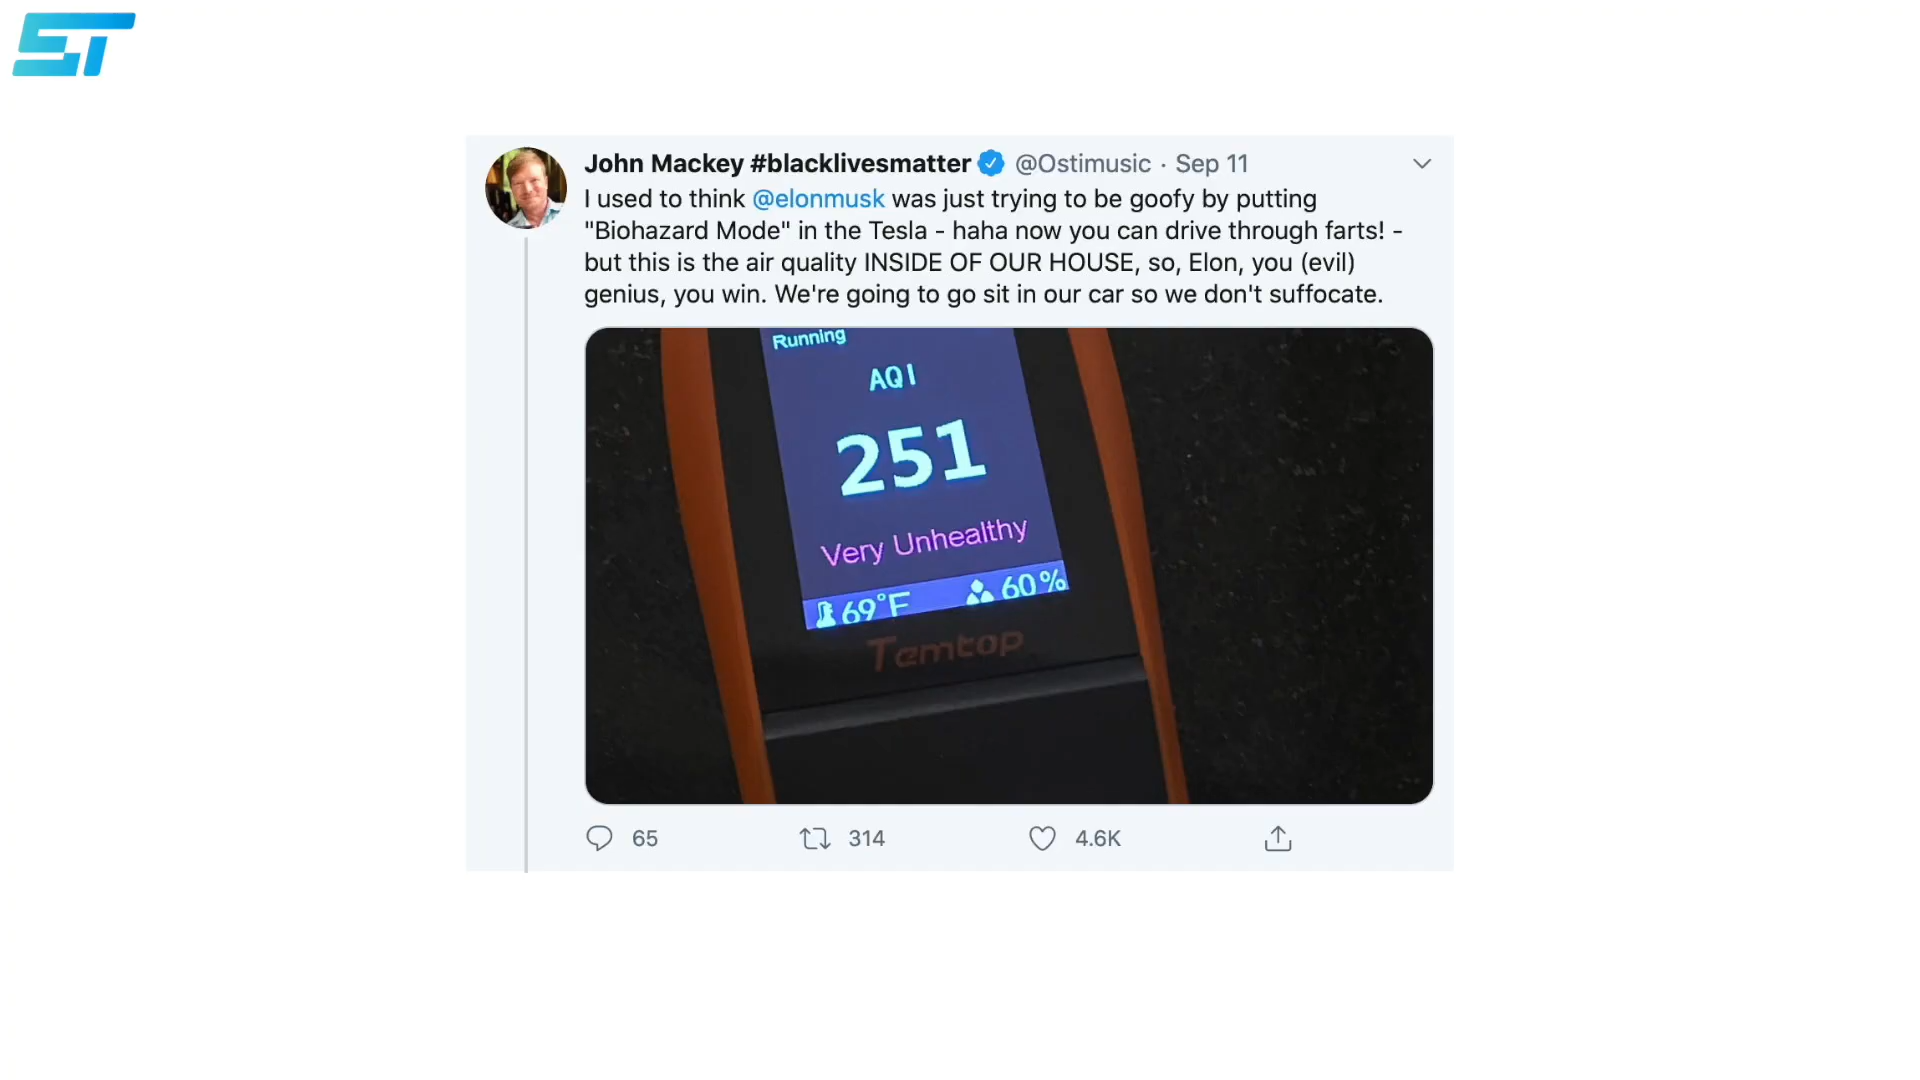 ST
John Mackey #blacklivesmatter @Ostimusic · Sep 11
I used to think @elonmusk was just trying to be goofy by putting
"Biohazard Mode" in the Tesla - haha now you can drive through farts! -
but this is the air quality INSIDE OF OUR HOUSE, so, Elon, you (evil)
genius, you win. We're going to go sit in our car so we don't suffocate.
Running
AQI
251
Very Unhealthy
69°F 60%
Temtop
65 314 4.6K